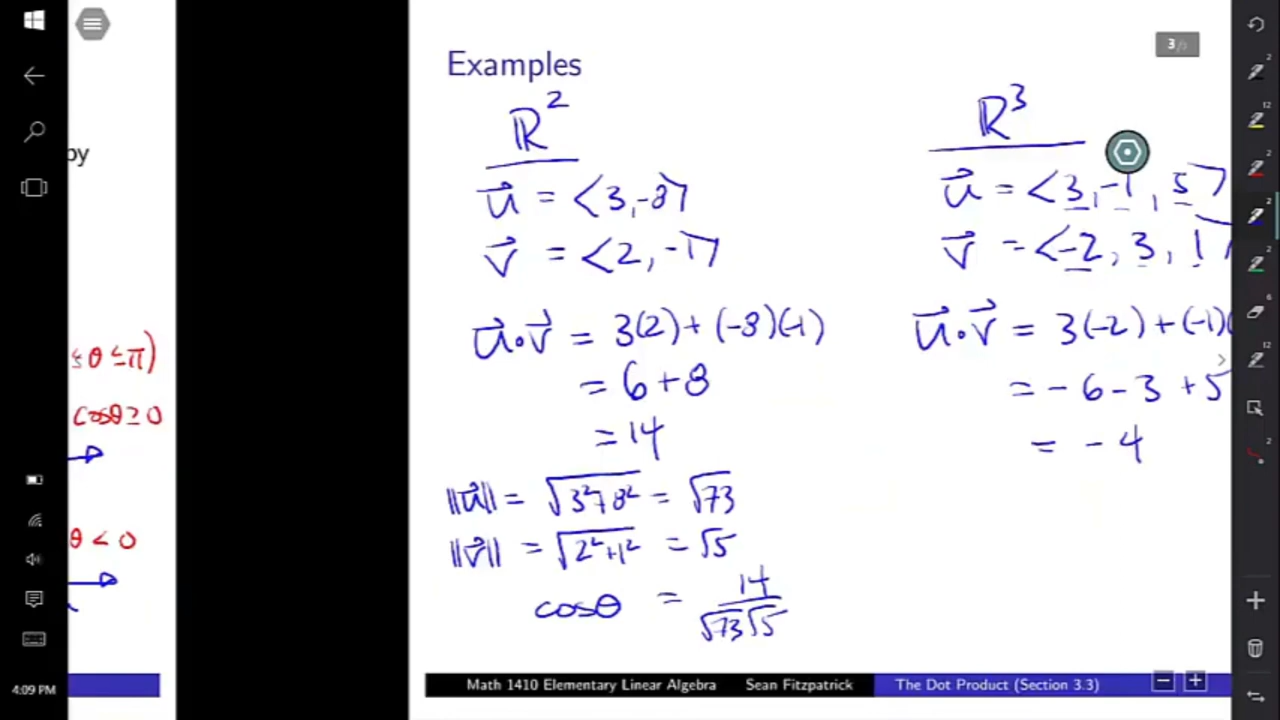 by
≤ θ ≤ π)
cosθ ≥ 0
θ < 0
4:09 PM
3/
Examples
ℝ²
u⃗ = <3,-8>
v⃗ = <2,-1>
u⃗·v⃗ = 3(2)+(-8)(-1)
= 6+8
= 14
||u⃗|| = √(3²+8²) = √73
||v⃗|| = √(2²+1²) = √5
cosθ = 14/(√73√5)
ℝ³
u⃗ = <3,-1,5>
v⃗ = <-2,3,1>
u⃗·v⃗ = 3(-2)+(-1)(
= -6-3+5
= -4
Math 1410 Elementary Linear Algebra Sean Fitzpatrick The Dot Product (Section 3.3)